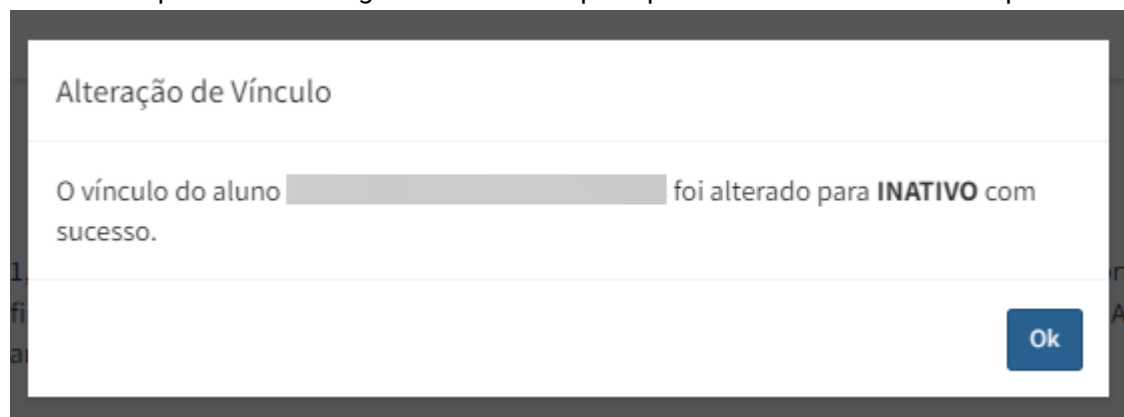 Alteração de Vínculo
O vínculo do aluno foi alterado para INATIVO com
sucesso.
Ok